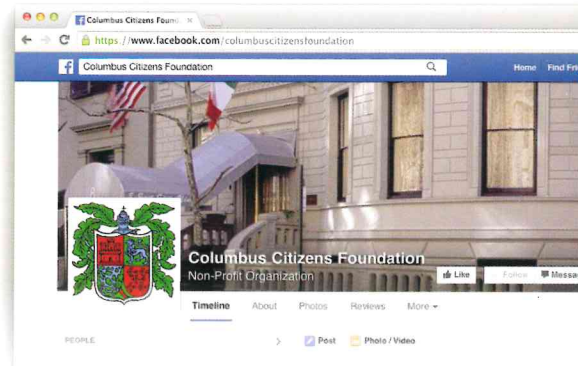 Columbus Citizens Found
https://www.facebook.com/columbuscitizensfoundation
Columbus Citizens Foundation
Home Find Fri
Columbus Citizens Foundation
Non-Profit Organization
Like Follow Messa
Timeline About Photos Reviews More
PEOPLE
Post Photo / Video